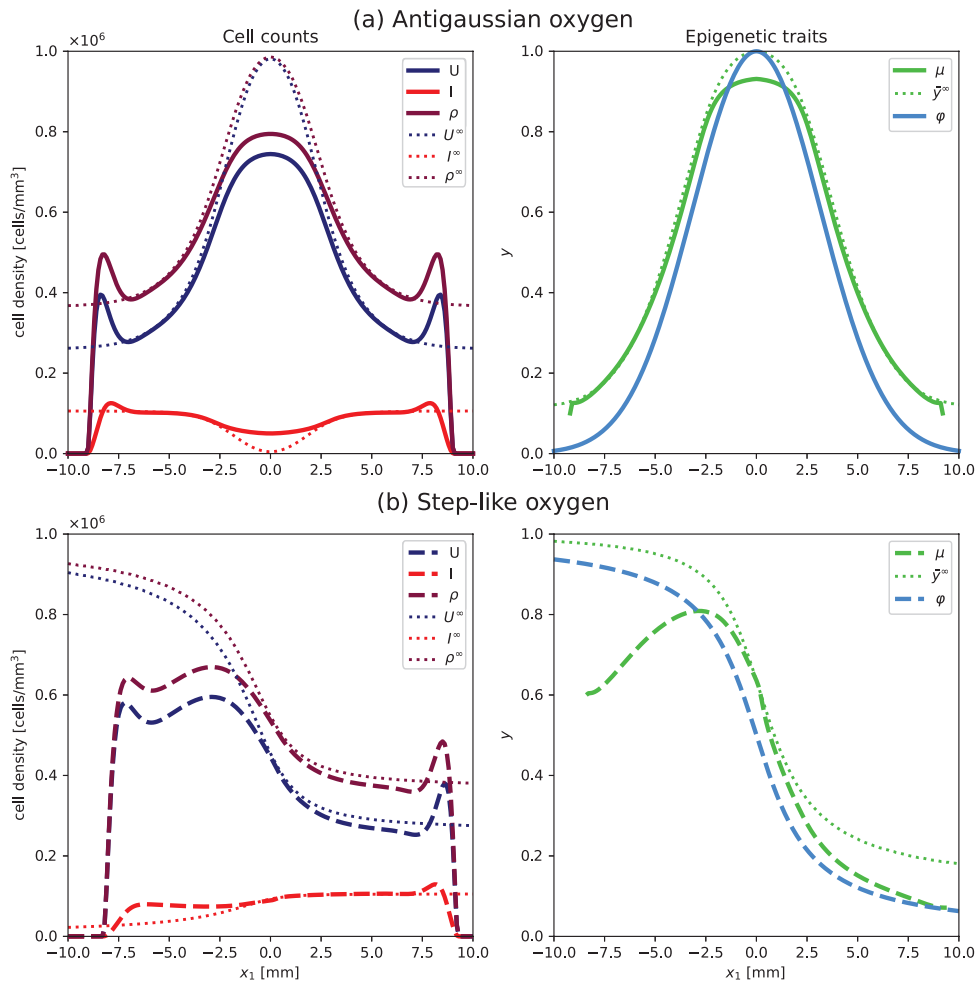 (a) Antigaussian oxygen
Cell counts
Epigenetic traits
×10⁶
1.0
0.8
0.6
0.4
0.2
0.0
cell density [cells/mm³]
U
I
ρ
U∞
I∞
ρ∞
−10.0 −7.5 −5.0 −2.5 0.0 2.5 5.0 7.5 10.0
1.0
0.8
0.6
0.4
0.2
0.0
y
μ
ȳ∞
φ
−10.0 −7.5 −5.0 −2.5 0.0 2.5 5.0 7.5 10.0
(b) Step-like oxygen
×10⁶
1.0
0.8
0.6
0.4
0.2
0.0
cell density [cells/mm³]
U
I
ρ
U∞
I∞
ρ∞
−10.0 −7.5 −5.0 −2.5 0.0 2.5 5.0 7.5 10.0
x₁ [mm]
1.0
0.8
0.6
0.4
0.2
0.0
y
μ
ȳ∞
φ
−10.0 −7.5 −5.0 −2.5 0.0 2.5 5.0 7.5 10.0
x₁ [mm]